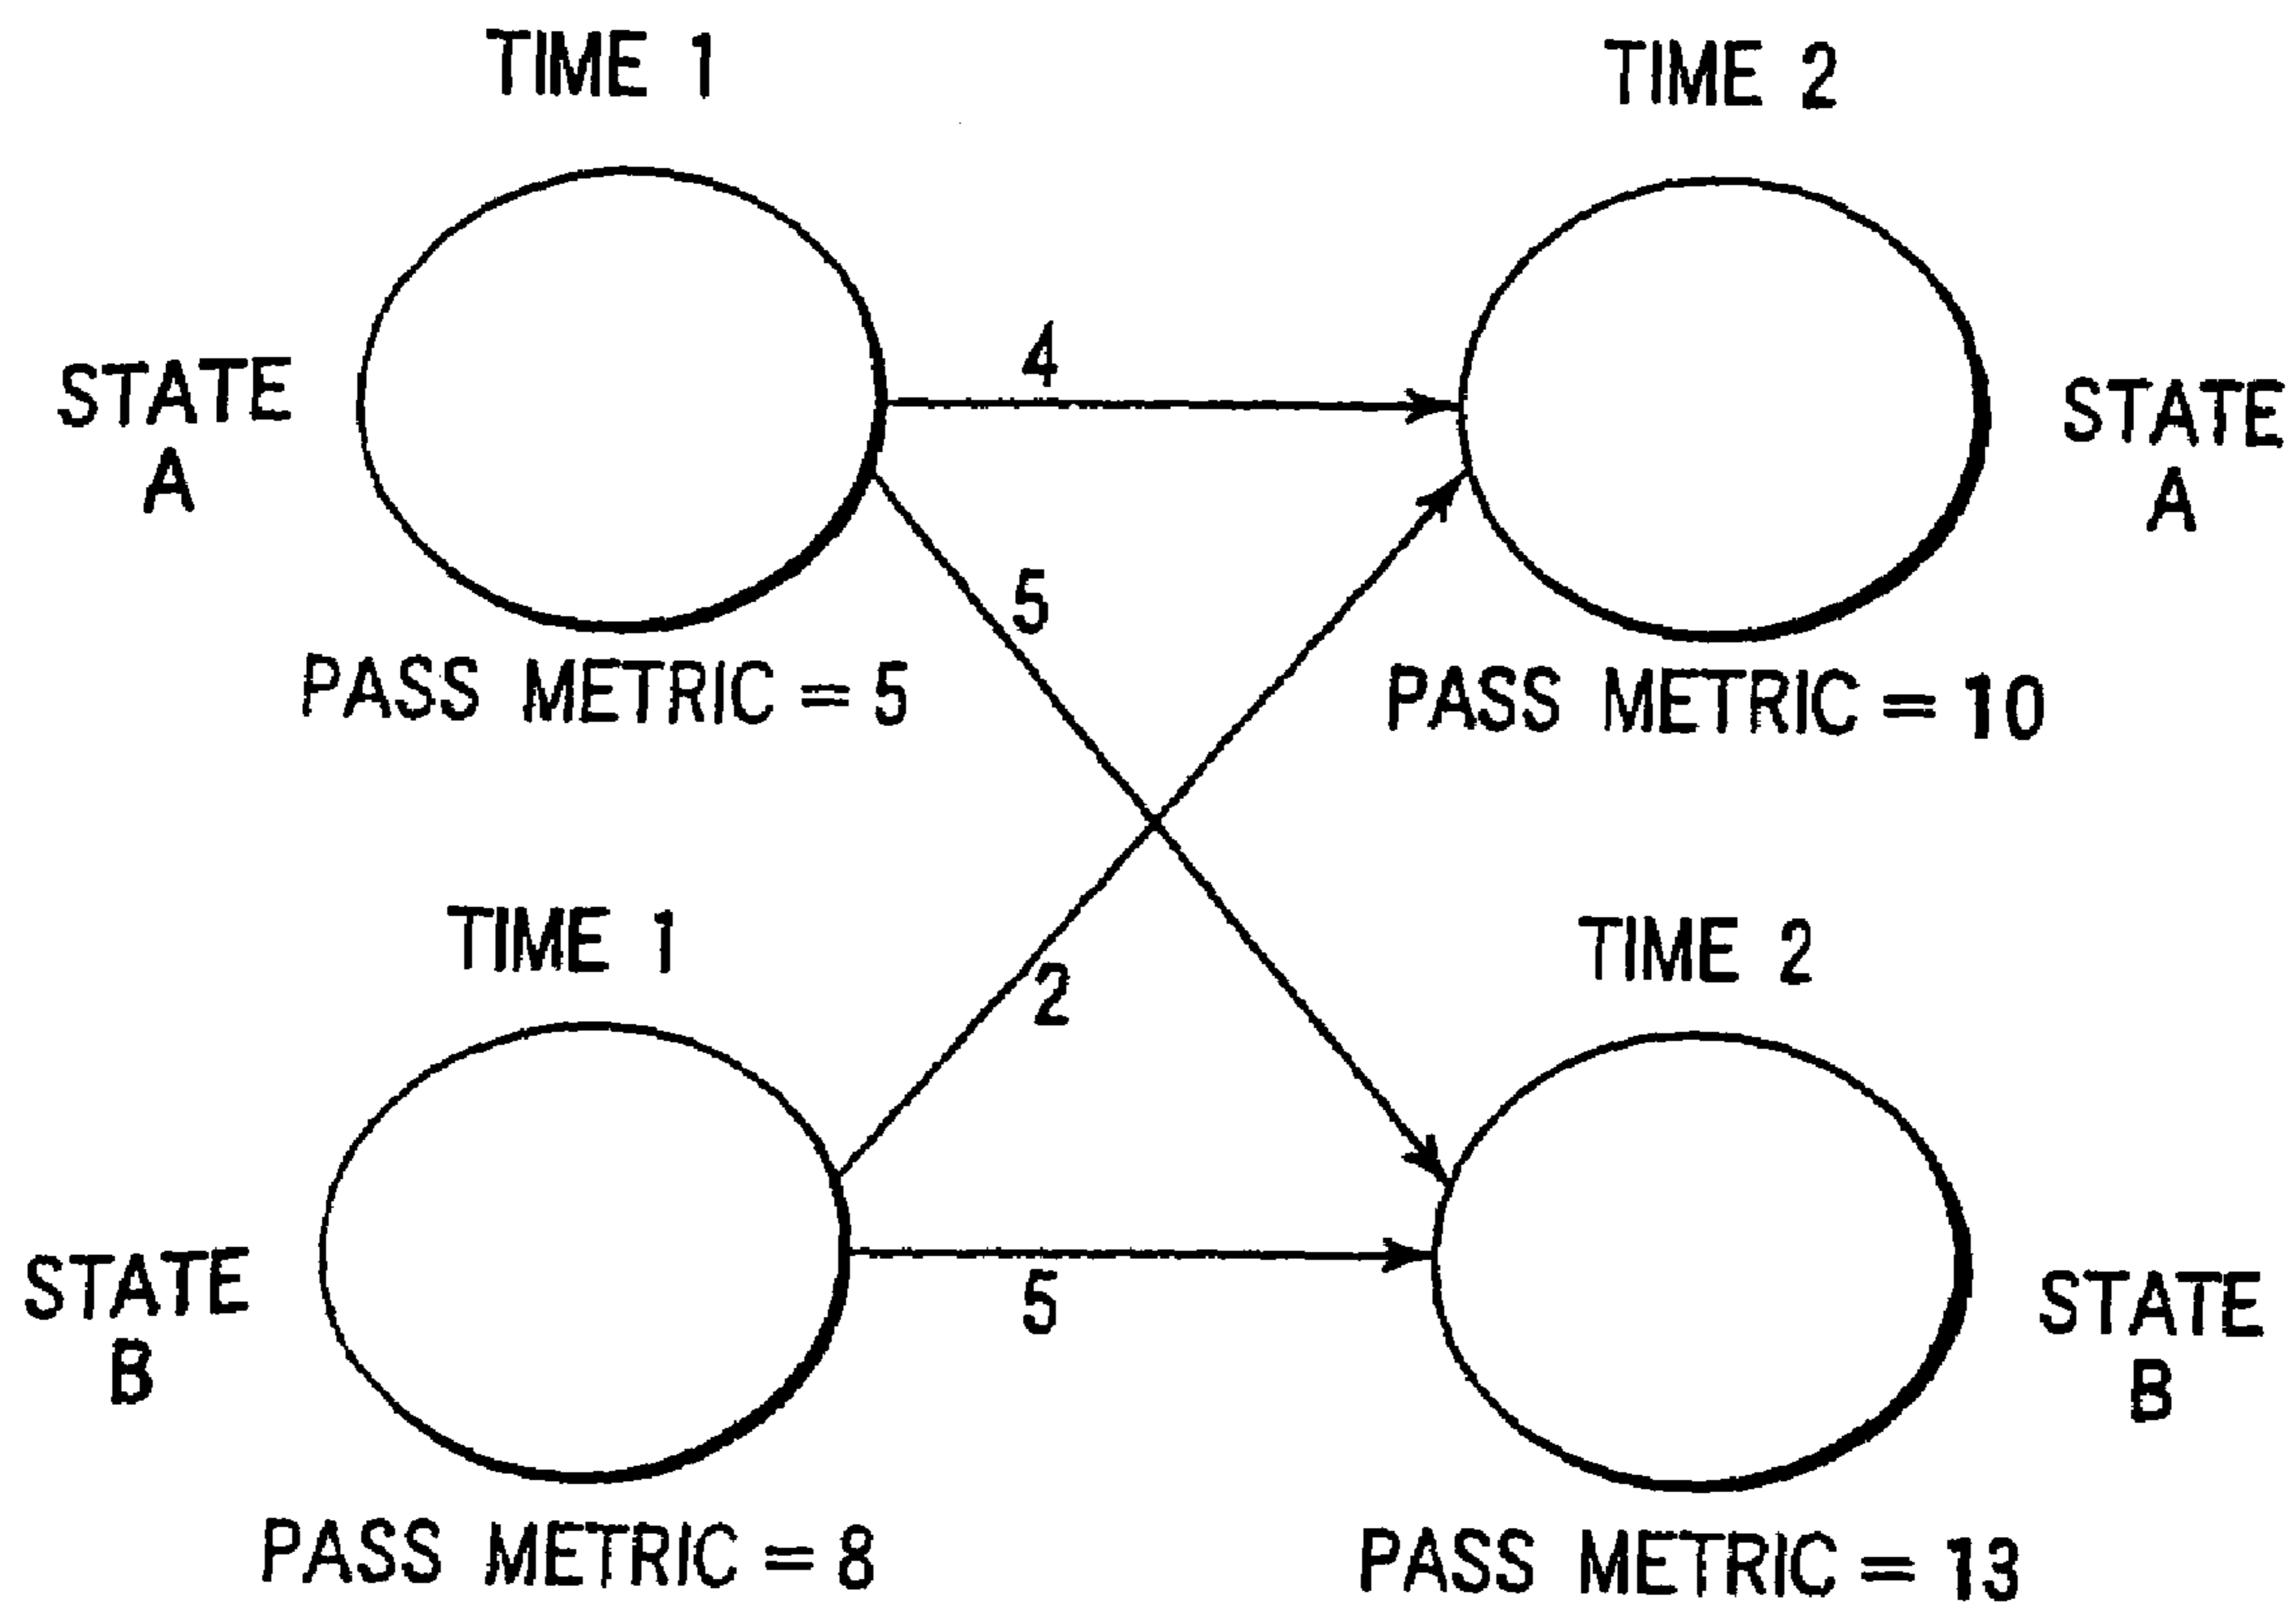 TIME 1
TIME 2
STATE
A
4
STATE
A
5
PASS METRIC = 5
PASS METRIC = 10
TIME 1
TIME 2
2
STATE
B
5
STATE
B
PASS METRIC = 8
PASS METRIC = 13